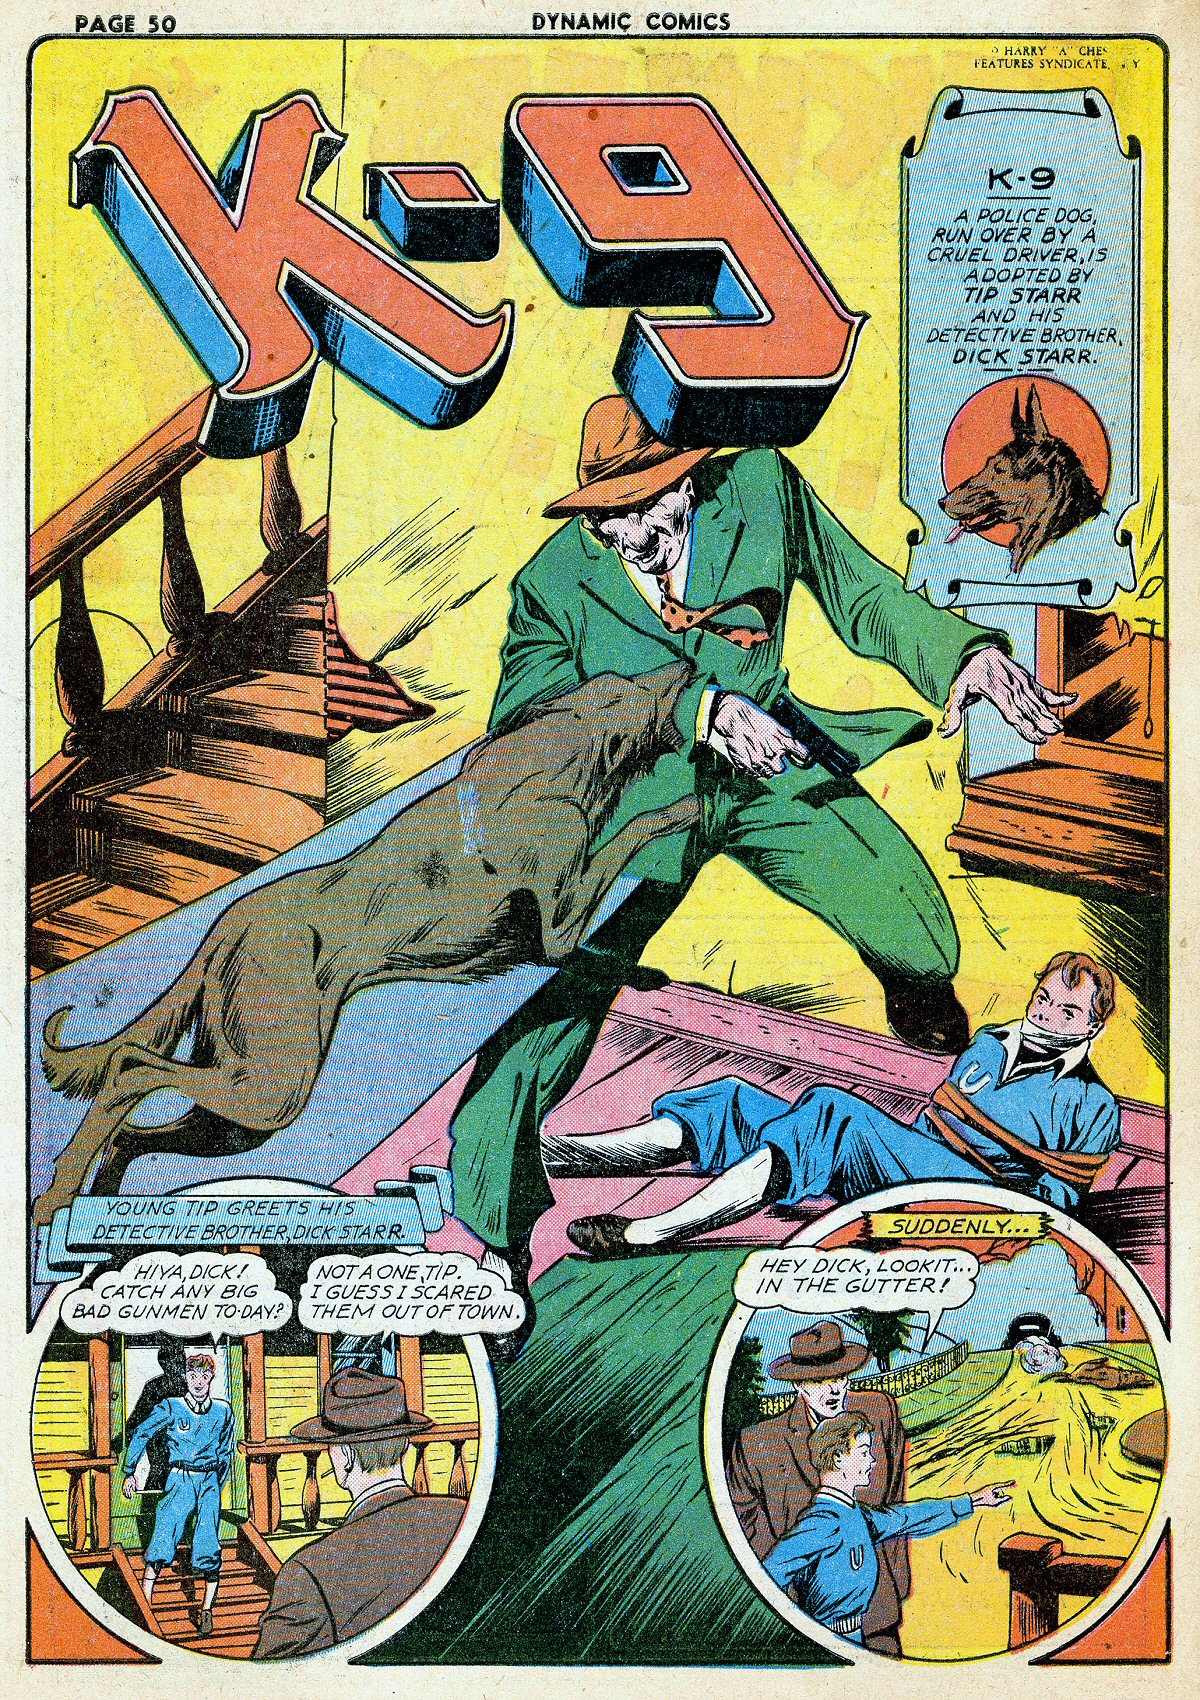 PAGE 50
DYNAMIC COMICS
HARRY "A" CHES
FEATURES SYNDICATE, Y
K-9
K-9
A POLICE DOG,
RUN OVER BY A
CRUEL DRIVER, IS
ADOPTED BY
TIP STARR
AND HIS
DETECTIVE BROTHER,
DICK STARR.
U
YOUNG TIP GREETS HIS
DETECTIVE BROTHER, DICK STARR.
HIYA, DICK!
CATCH ANY BIG
BAD GUNMEN TO-DAY?
NOT A ONE, TIP.
I GUESS I SCARED
THEM OUT OF TOWN.
U
SUDDENLY...
HEY DICK, LOOKIT...
IN THE GUTTER!
U